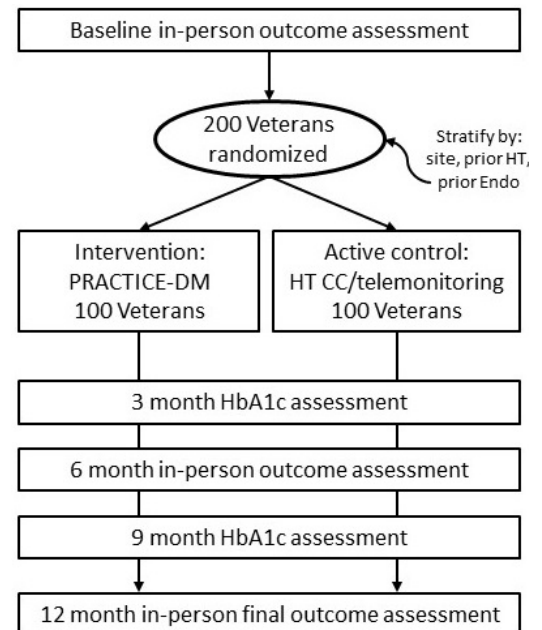 Baseline in-person outcome assessment
200 Veterans
randomized
Stratify by:
site, prior HT,
prior Endo
Intervention:
PRACTICE-DM
100 Veterans
Active control:
HT CC/telemonitoring
100 Veterans
3 month HbA1c assessment
6 month in-person outcome assessment
9 month HbA1c assessment
12 month in-person final outcome assessment